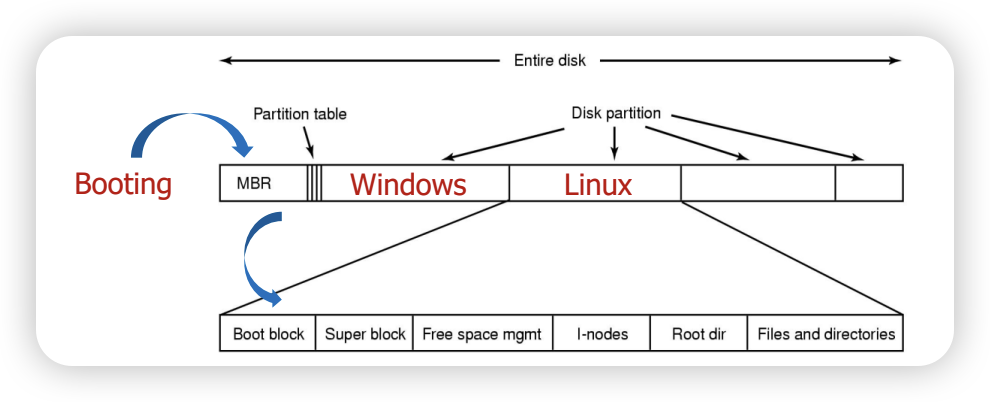 Entire disk
Partition table
Disk partition
Booting
MBR
Windows
Linux
Boot block
Super block
Free space mgmt
I-nodes
Root dir
Files and directories